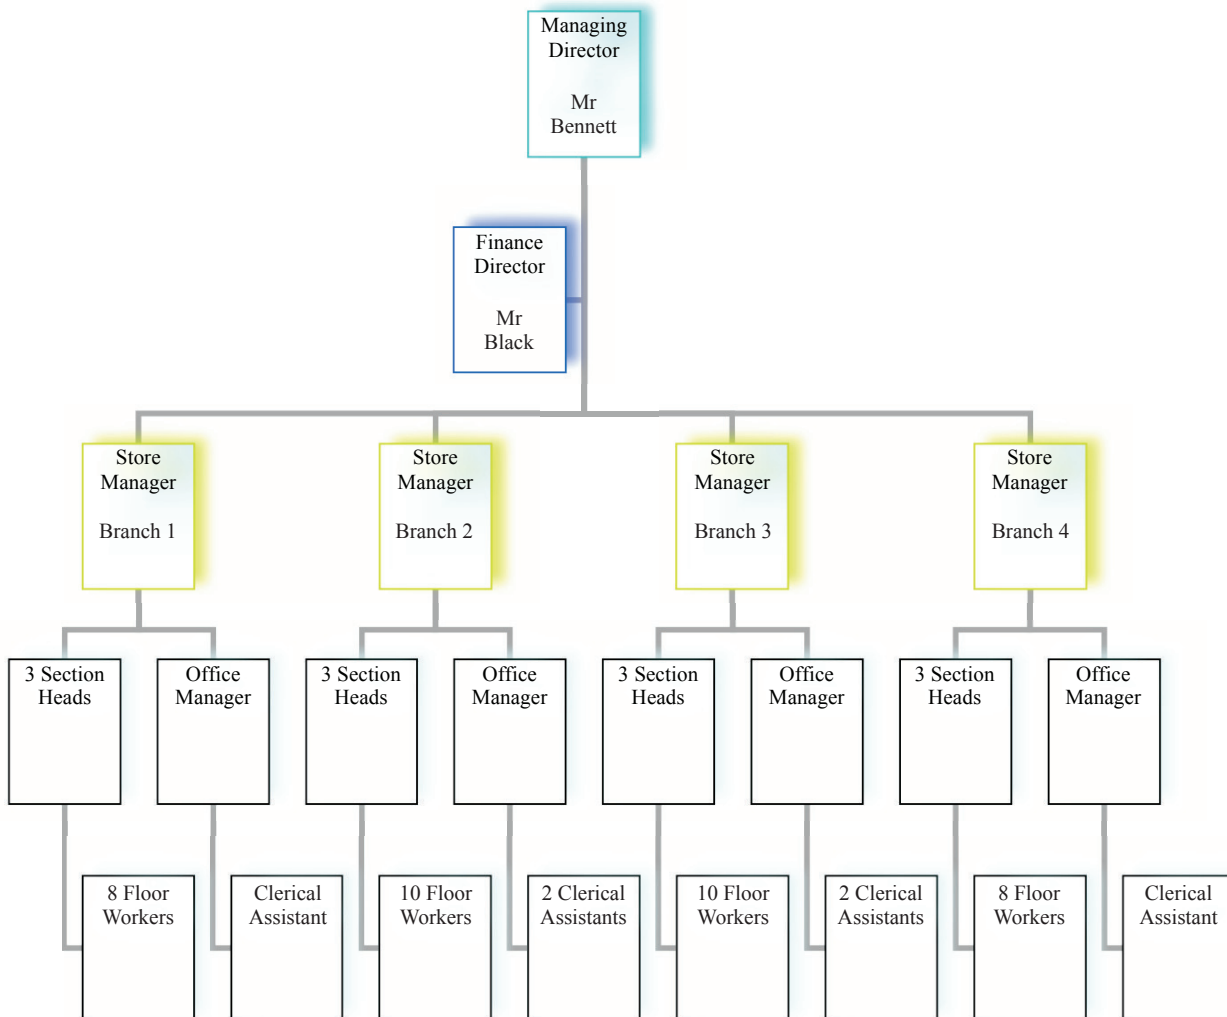 Managing
Director
Mr
Bennett
Finance
Director
Mr
Black
Store
Manager
Branch 1
Store
Manager
Branch 2
Store
Manager
Branch 3
Store
Manager
Branch 4
3 Section
Heads
Office
Manager
3 Section
Heads
Office
Manager
3 Section
Heads
Office
Manager
3 Section
Heads
Office
Manager
8 Floor
Workers
Clerical
Assistant
10 Floor
Workers
2 Clerical
Assistants
10 Floor
Workers
2 Clerical
Assistants
8 Floor
Workers
Clerical
Assistant